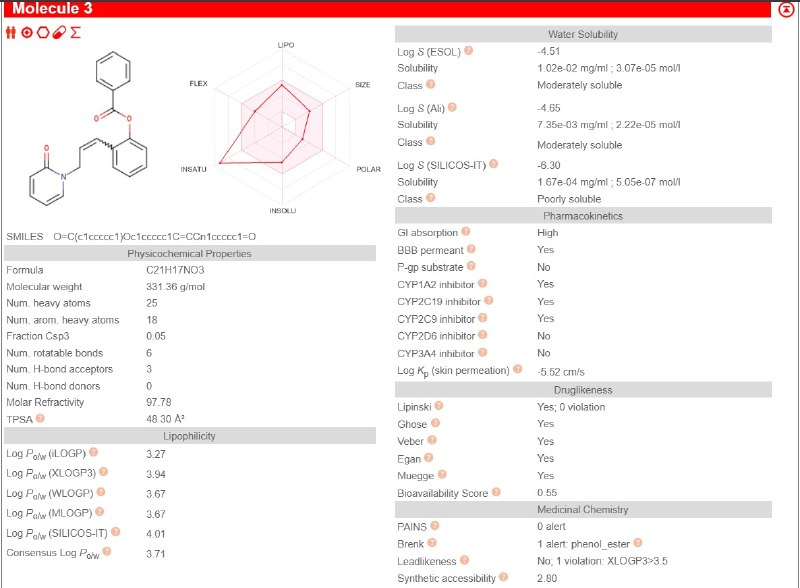 Molecule 3
LIPO
SIZE
POLAR
INSOLU
INSATU
FLEX
O
O
O
N
SMILES O=C(c1ccccc1)Oc1ccccc1C=CCn1ccccc1=O
Physicochemical Properties
Formula C21H17NO3
Molecular weight 331.36 g/mol
Num. heavy atoms 25
Num. arom. heavy atoms 18
Fraction Csp3 0.05
Num. rotatable bonds 6
Num. H-bond acceptors 3
Num. H-bond donors 0
Molar Refractivity 97.78
TPSA ? 48.30 Å²
Lipophilicity
Log Po/w (iLOGP) ? 3.27
Log Po/w (XLOGP3) ? 3.94
Log Po/w (WLOGP) ? 3.67
Log Po/w (MLOGP) ? 3.67
Log Po/w (SILICOS-IT) ? 4.01
Consensus Log Po/w ? 3.71
Water Solubility
Log S (ESOL) ? -4.51
Solubility 1.02e-02 mg/ml ; 3.07e-05 mol/l
Class ? Moderately soluble
Log S (Ali) ? -4.65
Solubility 7.35e-03 mg/ml ; 2.22e-05 mol/l
Class ? Moderately soluble
Log S (SILICOS-IT) ? -6.30
Solubility 1.67e-04 mg/ml ; 5.05e-07 mol/l
Class ? Poorly soluble
Pharmacokinetics
GI absorption ? High
BBB permeant ? Yes
P-gp substrate ? No
CYP1A2 inhibitor ? Yes
CYP2C19 inhibitor ? Yes
CYP2C9 inhibitor ? Yes
CYP2D6 inhibitor ? No
CYP3A4 inhibitor ? No
Log Kp (skin permeation) ? -5.52 cm/s
Druglikeness
Lipinski ? Yes; 0 violation
Ghose ? Yes
Veber ? Yes
Egan ? Yes
Muegge ? Yes
Bioavailability Score ? 0.55
Medicinal Chemistry
PAINS ? 0 alert
Brenk ? 1 alert: phenol_ester ?
Leadlikeness ? No; 1 violation: XLOGP3>3.5
Synthetic accessibility ? 2.80